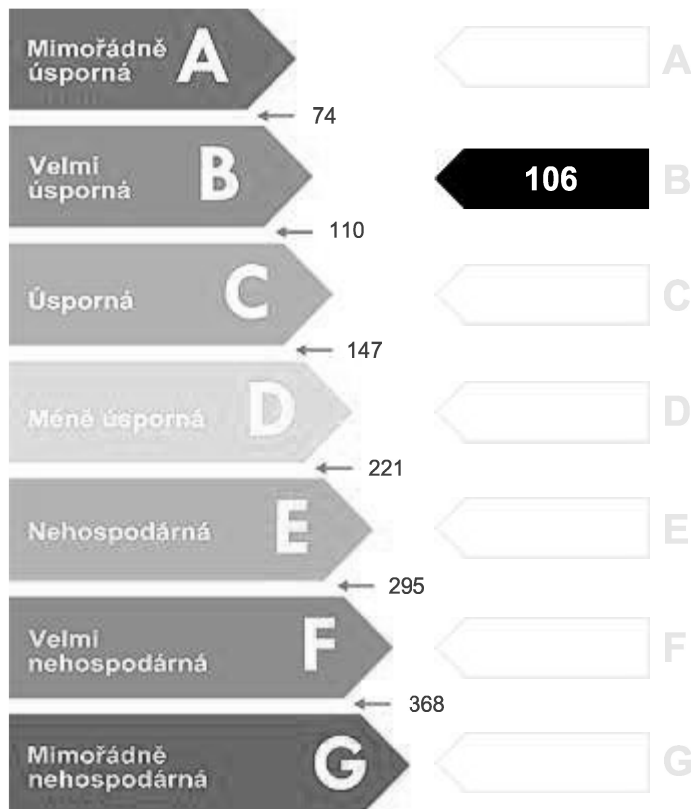 Mimořádně
úsporná A
A
74
Velmi
úsporná B
106 B
110
Úsporná C
C
147
Méně úsporná D
D
221
Nehospodárná E
E
295
Velmi
nehospodárná F
F
368
Mimořádně
nehospodárná G
G